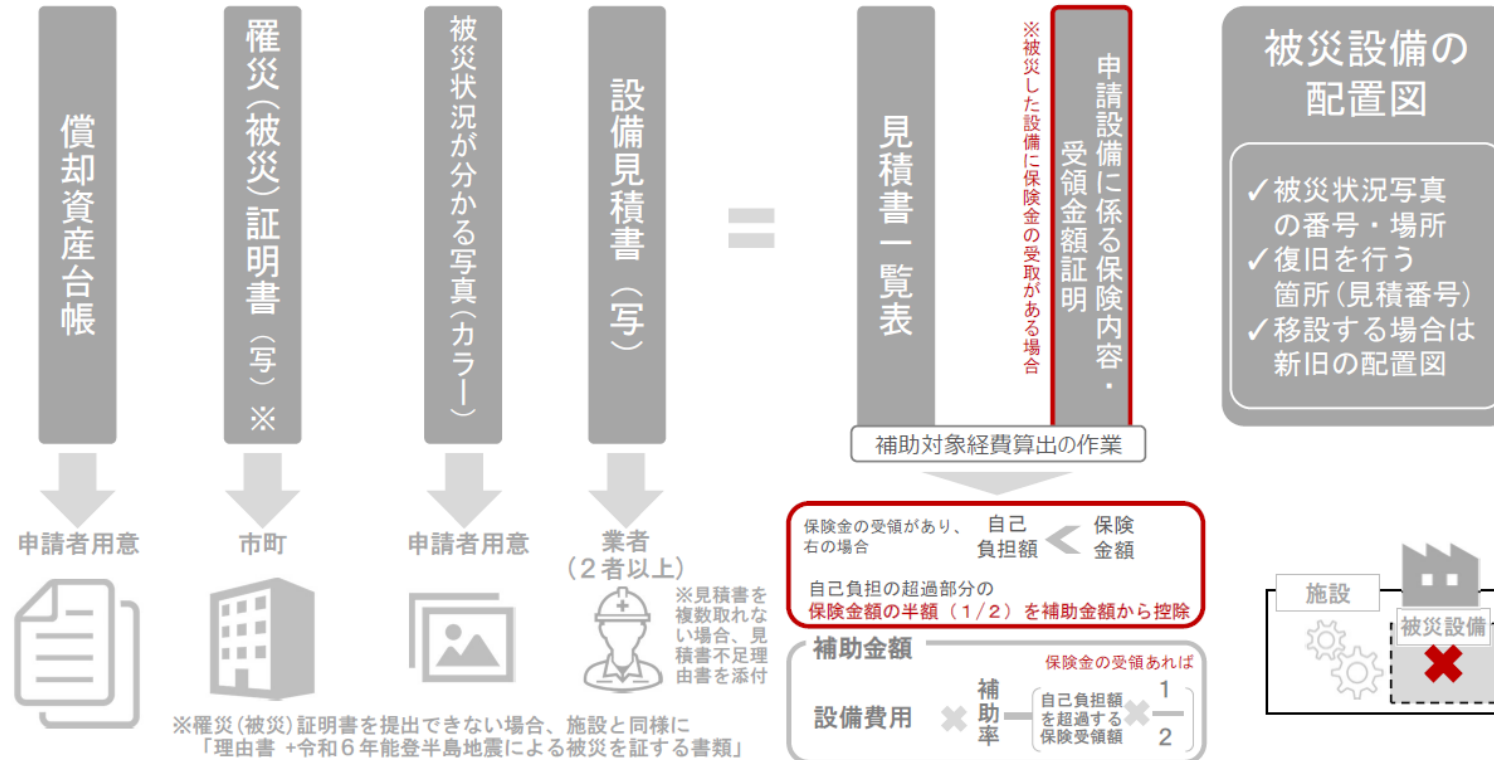 償却資産台帳
罹災(被災)証明書(写)※
被災状況が分かる写真(カラー)
設備見積書(写)
=
見積書一覧表
※被災した設備に保険金の受取がある場合
申請設備に係る保険内容・
受領金額証明
被災設備の
配置図
✓被災状況写真
の番号・場所
✓復旧を行う
箇所(見積番号)
✓移設する場合は
新旧の配置図
補助対象経費算出の作業
申請者用意
市町
申請者用意
業者
(2者以上)
※見積書を
複数取れな
い場合、見
積書不足理
由書を添付
※罹災(被災)証明書を提出できない場合、施設と同様に
「理由書 +令和6年能登半島地震による被災を証する書類」
保険金の受領があり、
右の場合
自己
負担額
<
保険
金額
自己負担の超過部分の
保険金額の半額(1/2)を補助金額から控除
補助金額
保険金の受領あれば
設備費用
×
補助率
ー
自己負担額
を超過する
保険受領額
×
1
2
施設
被災設備